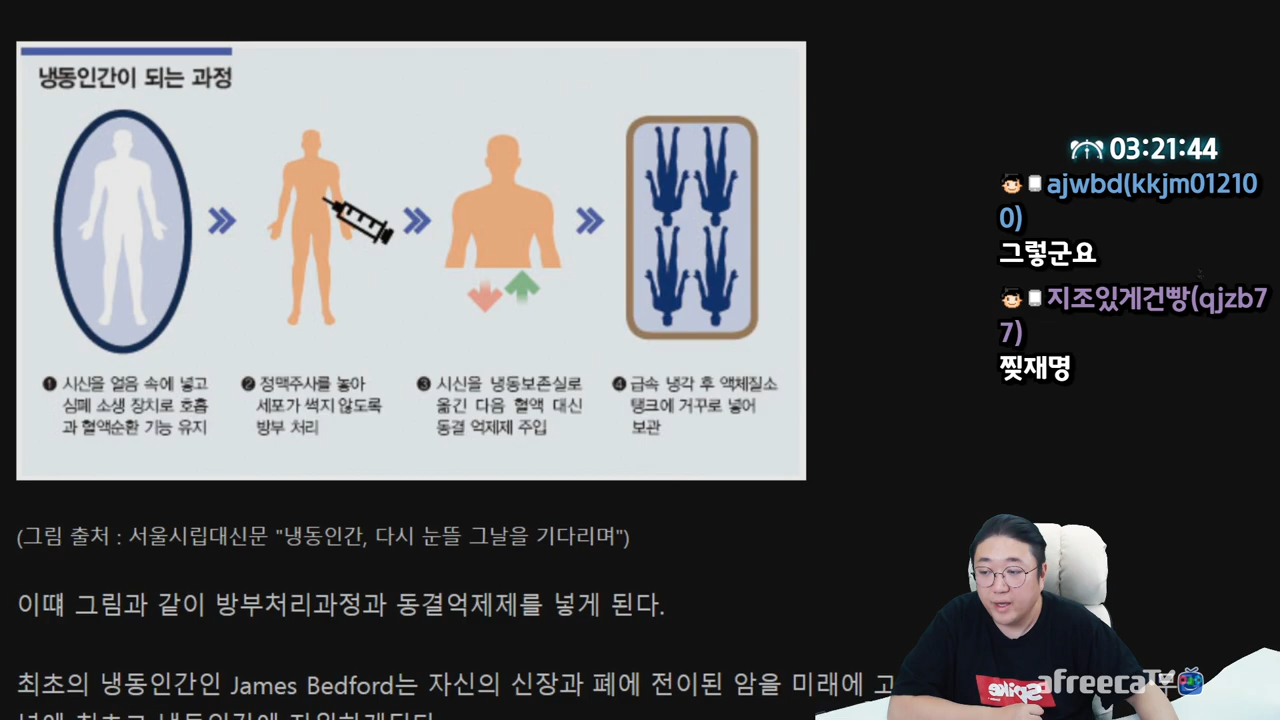 냉동인간이 되는 과정
❶ 시신을 얼음 속에 넣고
심폐 소생 장치로 호흡
과 혈액순환 기능 유지
❷ 정맥주사를 놓아
세포가 썩지 않도록
방부 처리
❸ 시신을 냉동보존실로
옮긴 다음 혈액 대신
동결 억제제 주입
❹ 급속 냉각 후 액체질소
탱크에 거꾸로 넣어
보관
(그림 출처 : 서울시립대신문 "냉동인간, 다시 눈뜰 그날을 기다리며")
이떄 그림과 같이 방부처리과정과 동결억제제를 넣게 된다.
최초의 냉동인간인 James Bedford는 자신의 신장과 폐에 전이된 암을 미래에 고
03:21:44
ajwbd(kkjm01210
0)
그렇군요
지조있게건빵(qjzb7
7)
찢재명
afreecaTV